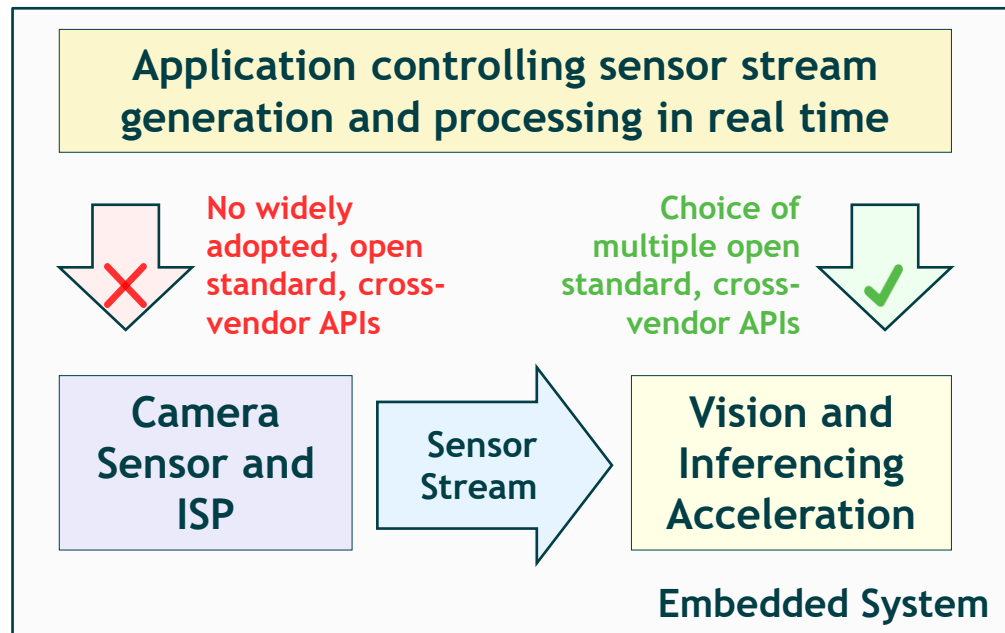 Application controlling sensor stream
generation and processing in real time
No widely
adopted, open
standard, cross-
vendor APIs
Choice of
multiple open
standard, cross-
vendor APIs
Camera
Sensor and
ISP
Sensor
Stream
Vision and
Inferencing
Acceleration
Embedded System